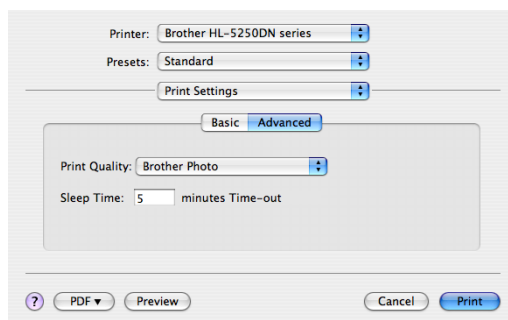 Printer: Brother HL-5250DN series
Presets: Standard
Print Settings
Basic Advanced
Print Quality: Brother Photo
Sleep Time: 5 minutes Time-out
? PDF▼ Preview Cancel Print